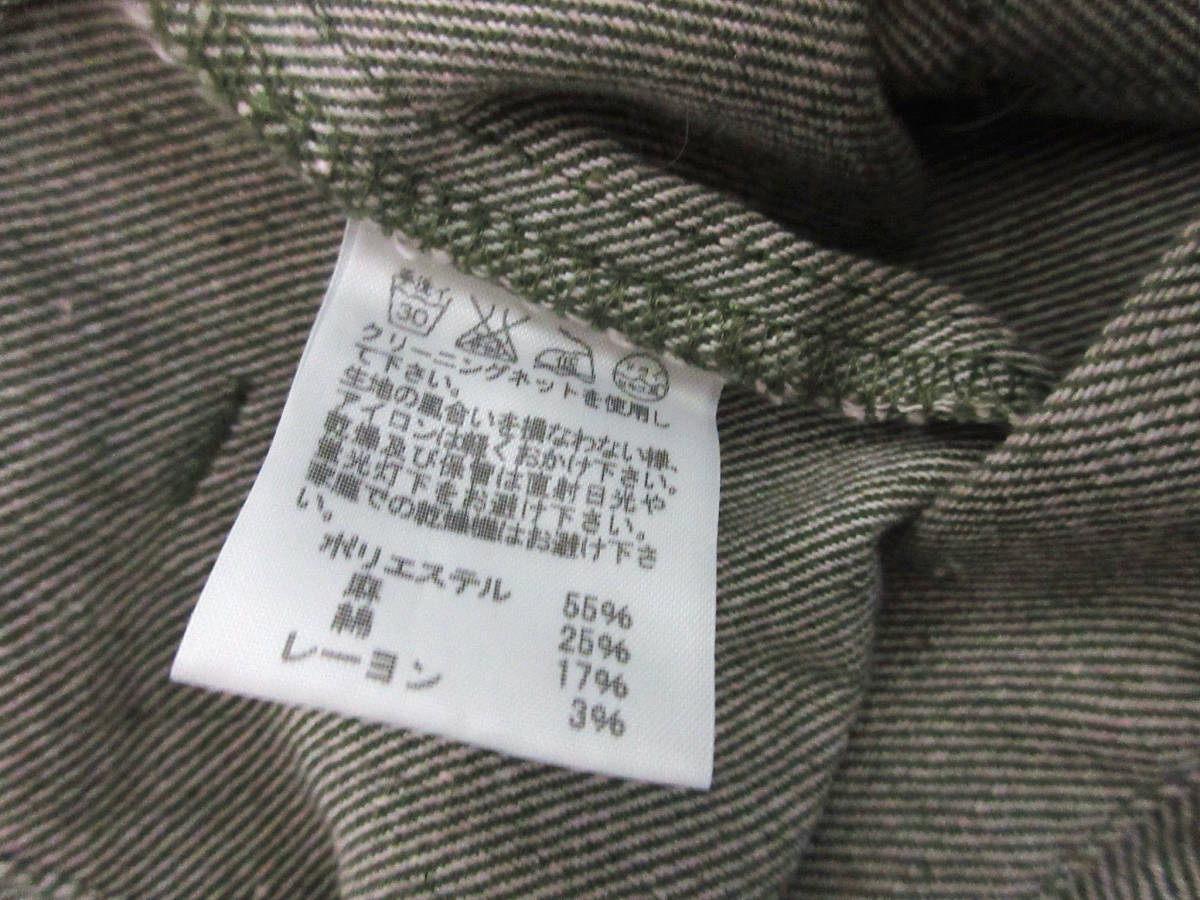 手洗イ
30
クリーニングネットを使用し
て下さい。
生地の風合いを損なわない様、
アイロンは軽くおかけ下さい。
乾燥及び保管は直射日光や
蛍光灯下をお避け下さい。
乾燥機での乾燥はお避け下さ
い。
ポリエステル 55%
麻 25%
綿 17%
レーヨン 3%